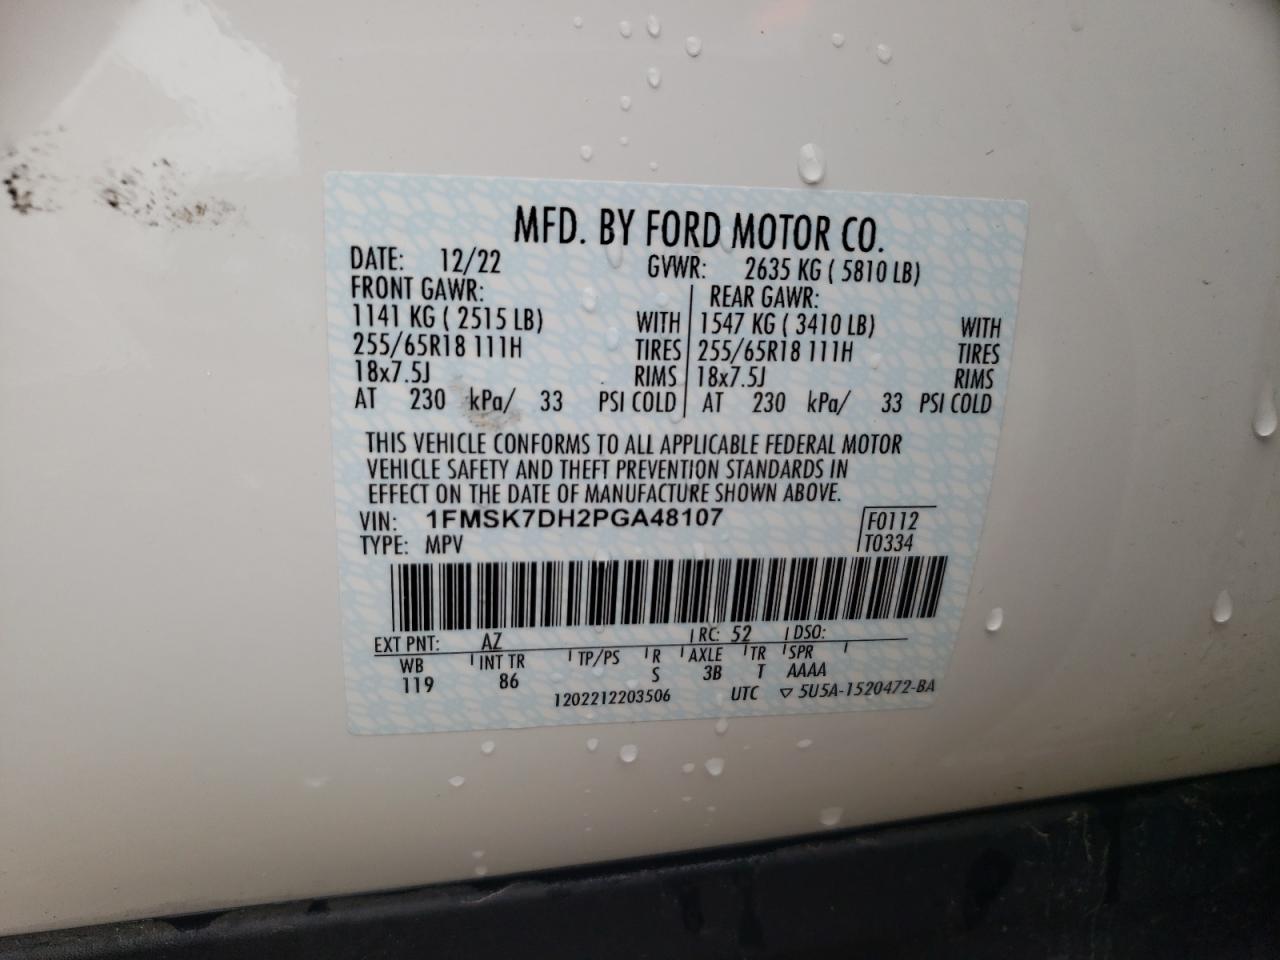 MFD. BY FORD MOTOR CO.
DATE: 12/22 GVWR: 2635 KG ( 5810 LB)
FRONT GAWR: REAR GAWR:
1141 KG ( 2515 LB) WITH 1547 KG ( 3410 LB) WITH
255/65R18 111H TIRES 255/65R18 111H TIRES
18x7.5J RIMS 18x7.5J RIMS
AT 230 kPa/ 33 PSI COLD AT 230 kPa/ 33 PSI COLD
THIS VEHICLE CONFORMS TO ALL APPLICABLE FEDERAL MOTOR
VEHICLE SAFETY AND THEFT PREVENTION STANDARDS IN
EFFECT ON THE DATE OF MANUFACTURE SHOWN ABOVE.
VIN: 1FMSK7DH2PGA48107 F0112
TYPE: MPV T0334
EXT PNT: AZ RC: 52 DSO:
WB INT TR TP/PS R AXLE TR SPR
119 86 S 3B T AAAA
1202212203506 UTC ▽ 5U5A-1520472-BA